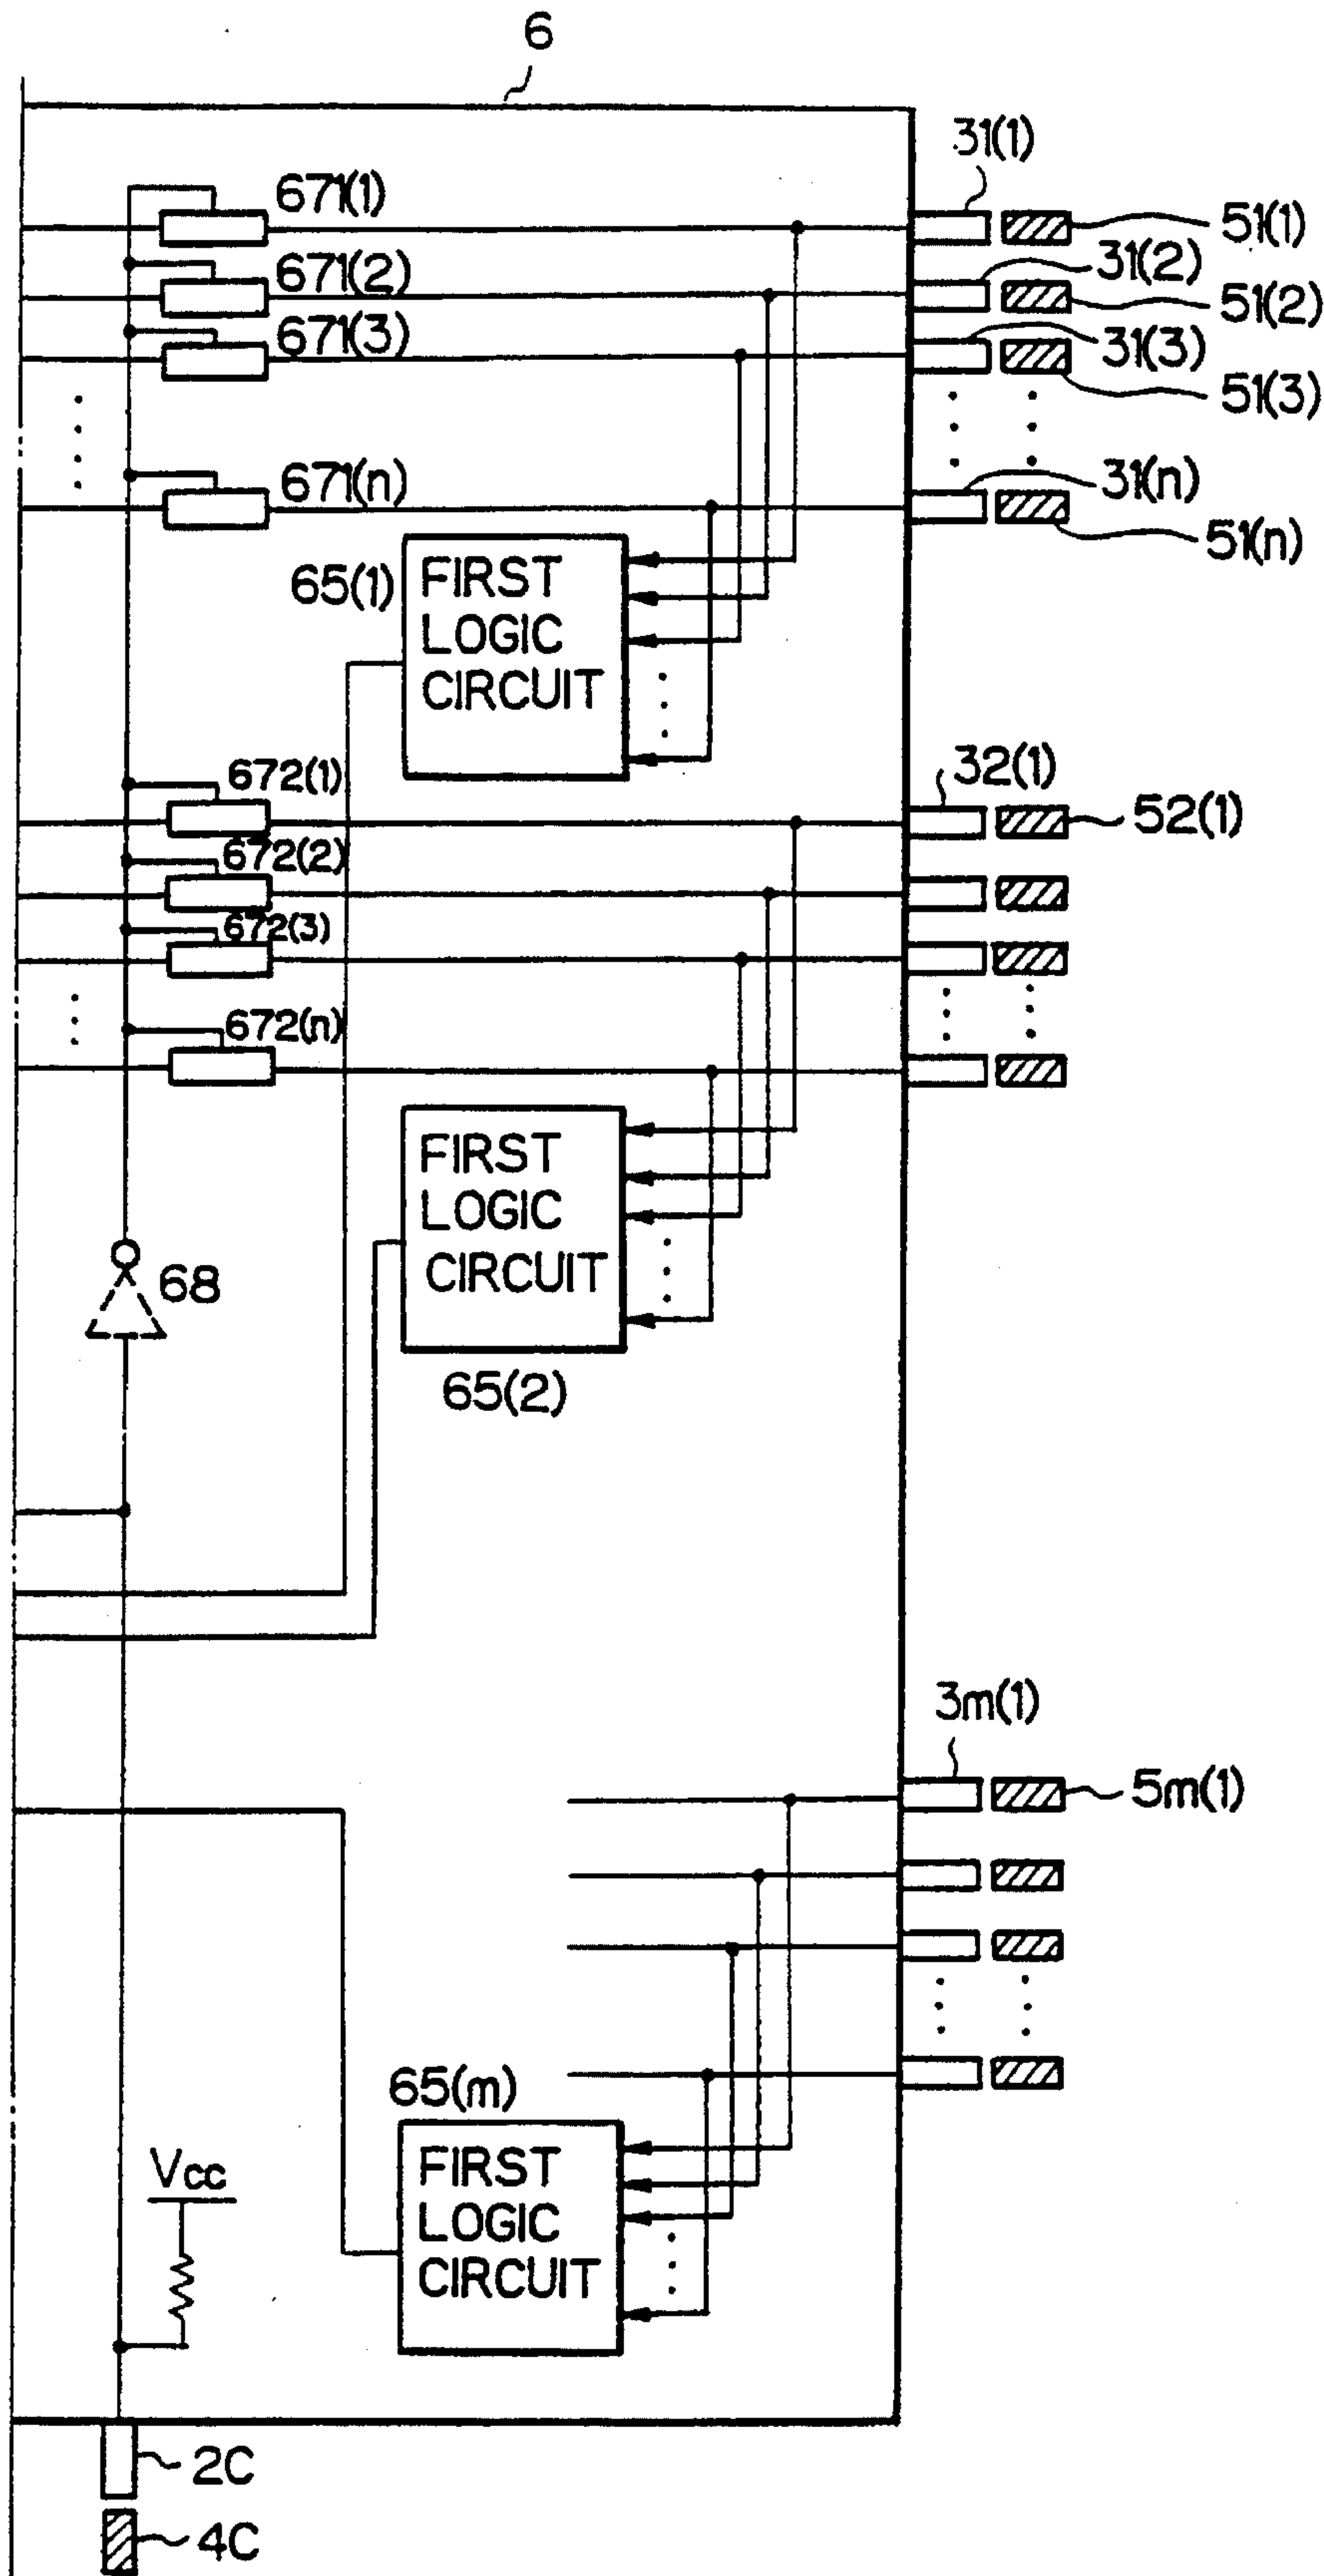 6
31(1)
671(1)
51(1)
671(2)
31(2)
51(2)
671(3)
31(3)
51(3)
671(n)
31(n)
51(n)
65(1)
FIRST
LOGIC
CIRCUIT
672(1)
32(1)
52(1)
672(2)
672(3)
672(n)
FIRST
LOGIC
CIRCUIT
68
65(2)
3m(1)
5m(1)
65(m)
Vcc
FIRST
LOGIC
CIRCUIT
2C
4C